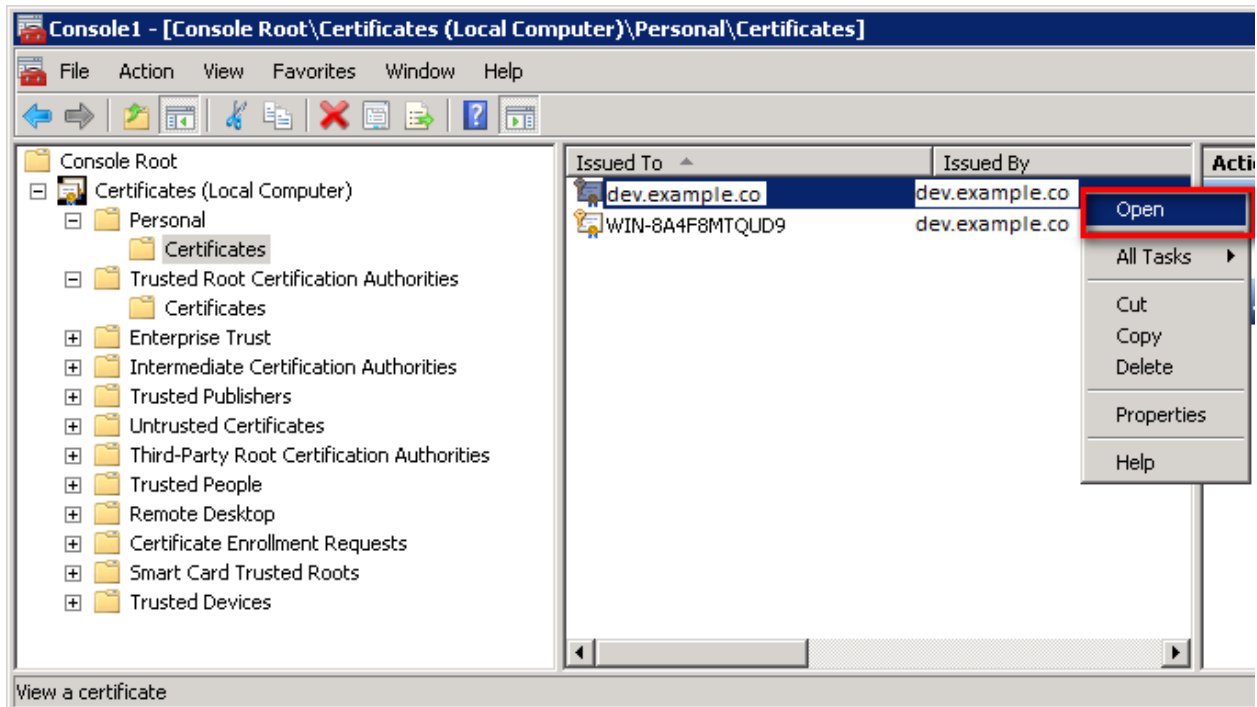 Console1 - [Console Root\Certificates (Local Computer)\Personal\Certificates]
File Action View Favorites Window Help
Console Root
Certificates (Local Computer)
Personal
Certificates
Trusted Root Certification Authorities
Certificates
Enterprise Trust
Intermediate Certification Authorities
Trusted Publishers
Untrusted Certificates
Third-Party Root Certification Authorities
Trusted People
Remote Desktop
Certificate Enrollment Requests
Smart Card Trusted Roots
Trusted Devices
Issued To Issued By
dev.example.co dev.example.co
WIN-8A4F8MTQUD9 dev.example.co
Open
All Tasks
Cut
Copy
Delete
Properties
Help
Acti
View a certificate